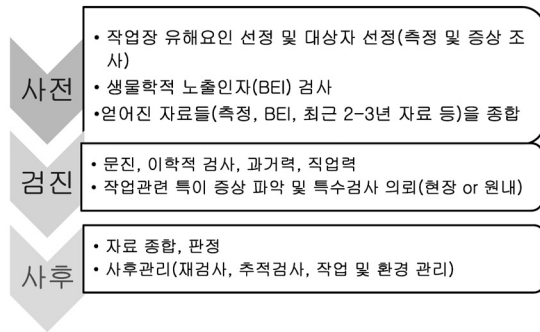 사전
• 작업장 유해요인 선정 및 대상자 선정(측정 및 증상 조
사)
• 생물학적 노출인자(BEI) 검사
•얻어진 자료들(측정, BEI, 최근 2-3년 자료 등)을 종합
검진
• 문진, 이학적 검사, 과거력, 직업력
• 작업관련 특이 증상 파악 및 특수검사 의뢰(현장 or 원내)
사후
• 자료 종합, 판정
• 사후관리(재검사, 추적검사, 작업 및 환경 관리)